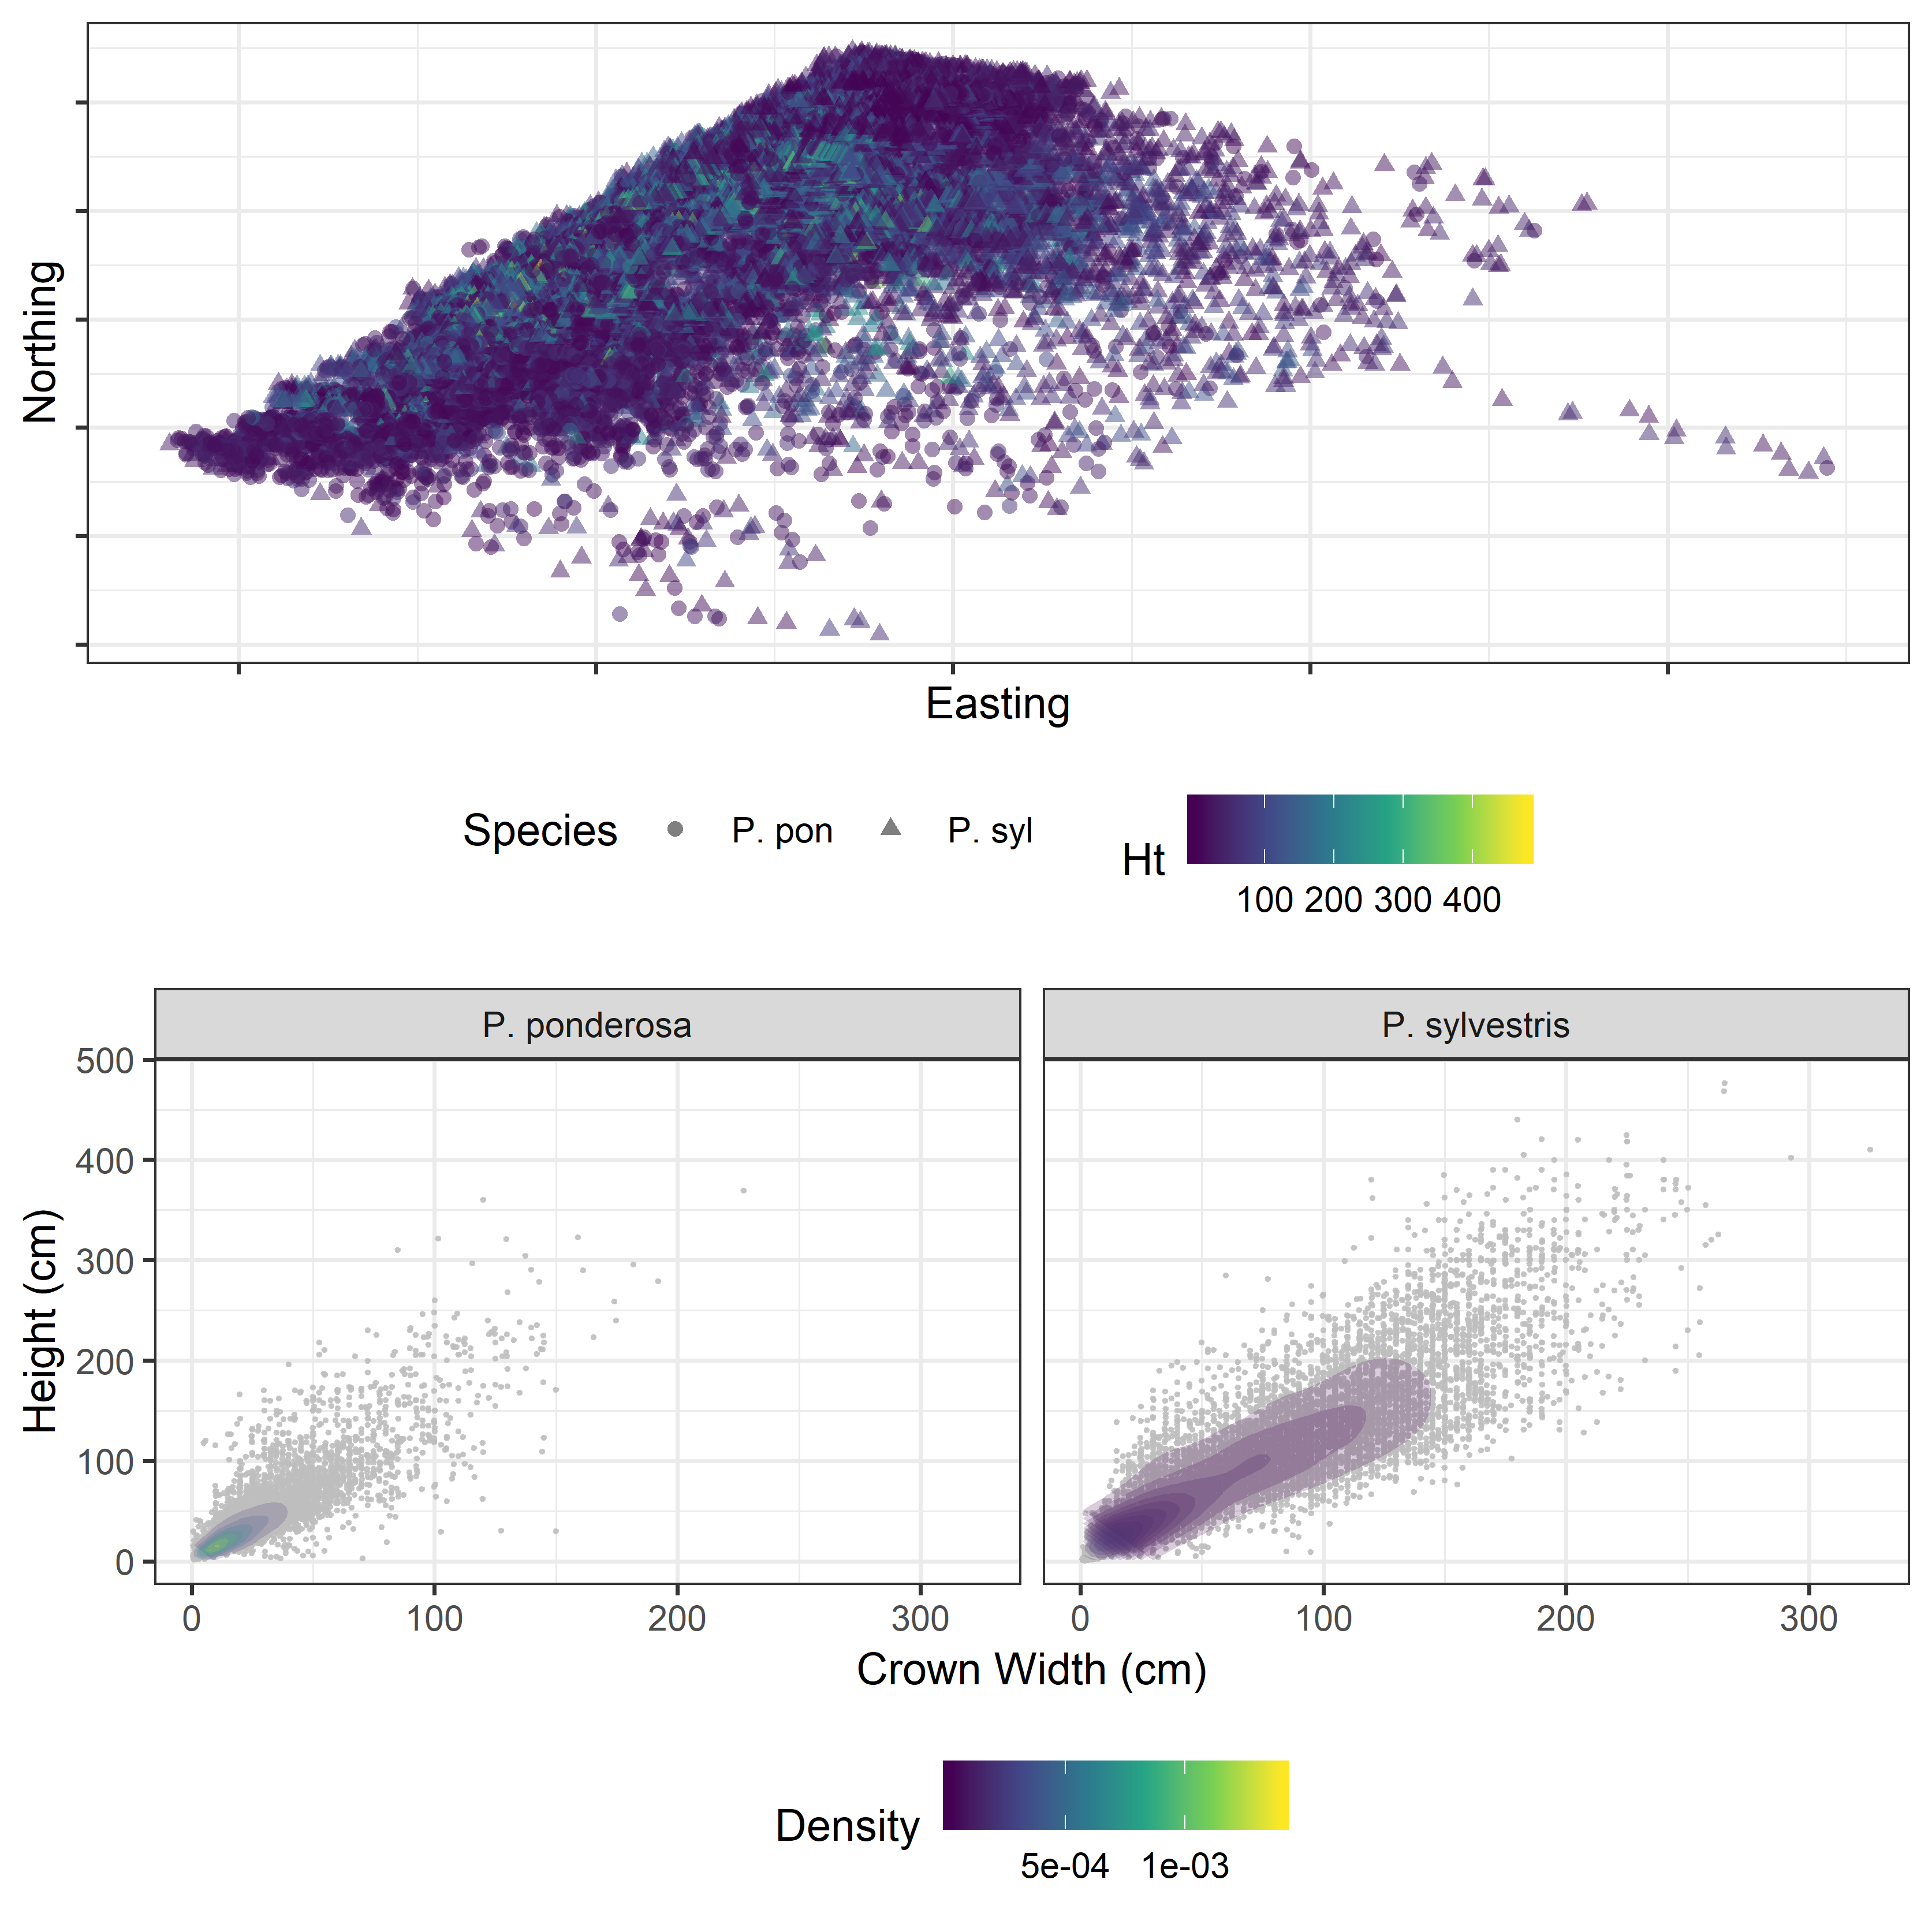 Northing
Easting
Species P. pon P. syl
Ht
100 200 300 400
P. ponderosa P. sylvestris
500
400
300
200
100
0
Height (cm)
0 100 200 300 0 100 200 300
Crown Width (cm)
Density
5e-04 1e-03